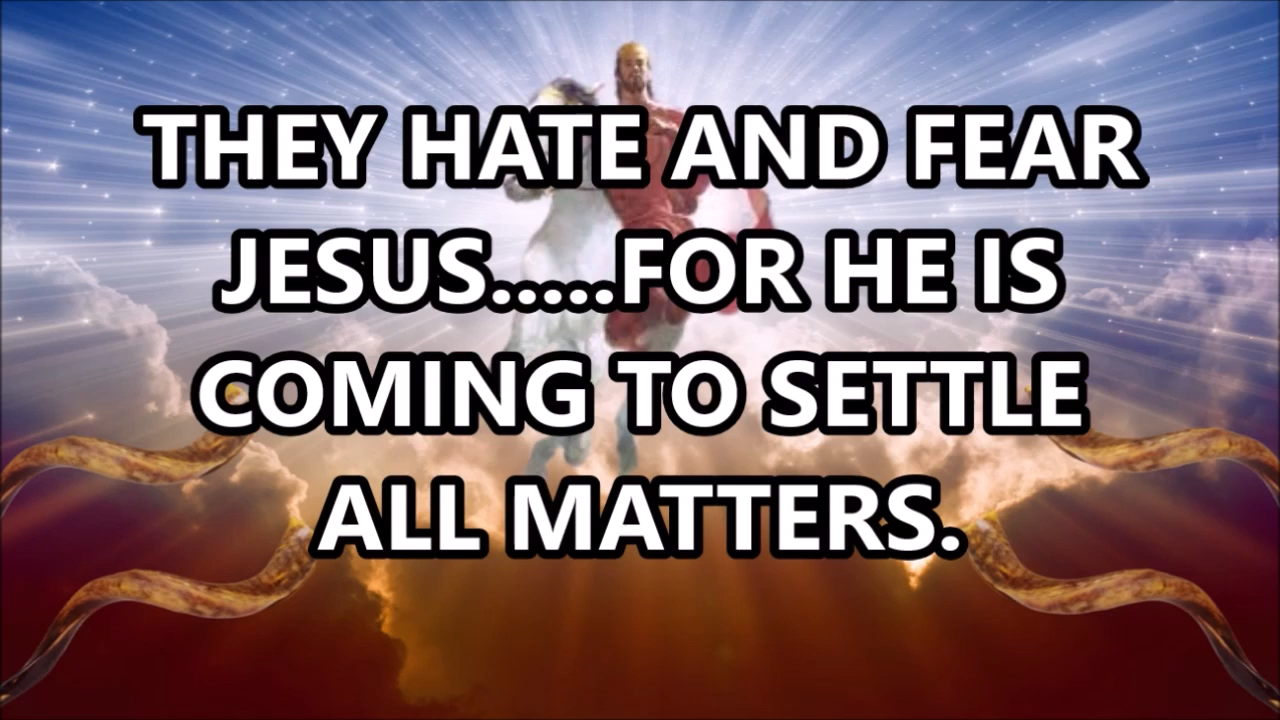 THEY HATE AND FEAR
JESUS.....FOR HE IS
COMING TO SETTLE
ALL MATTERS.